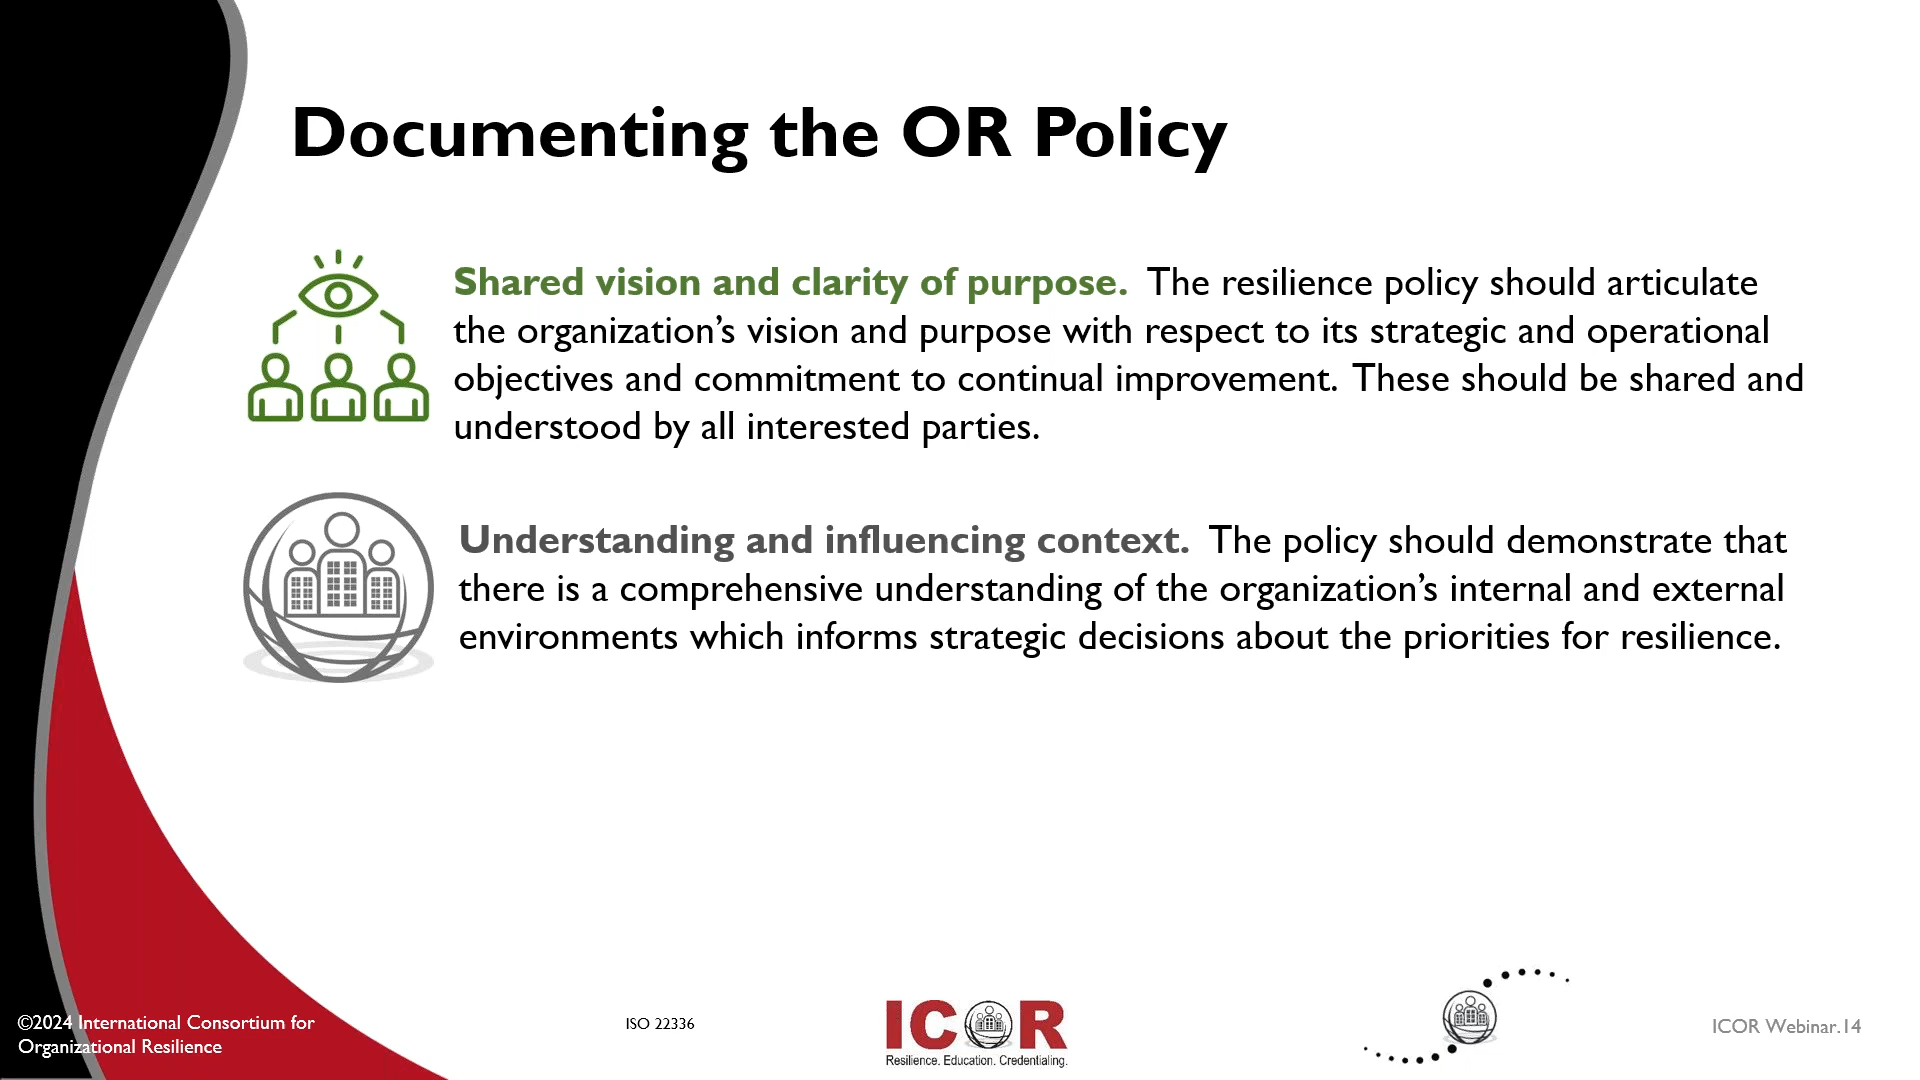 Documenting the OR Policy
Shared vision and clarity of purpose. The resilience policy should articulate
the organization’s vision and purpose with respect to its strategic and operational
objectives and commitment to continual improvement. These should be shared and
understood by all interested parties.
Understanding and influencing context. The policy should demonstrate that
there is a comprehensive understanding of the organization’s internal and external
environments which informs strategic decisions about the priorities for resilience.
©2024 International Consortium for
Organizational Resilience
ISO 22336
ICOR
Resilience. Education. Credentialing.
ICOR Webinar.14